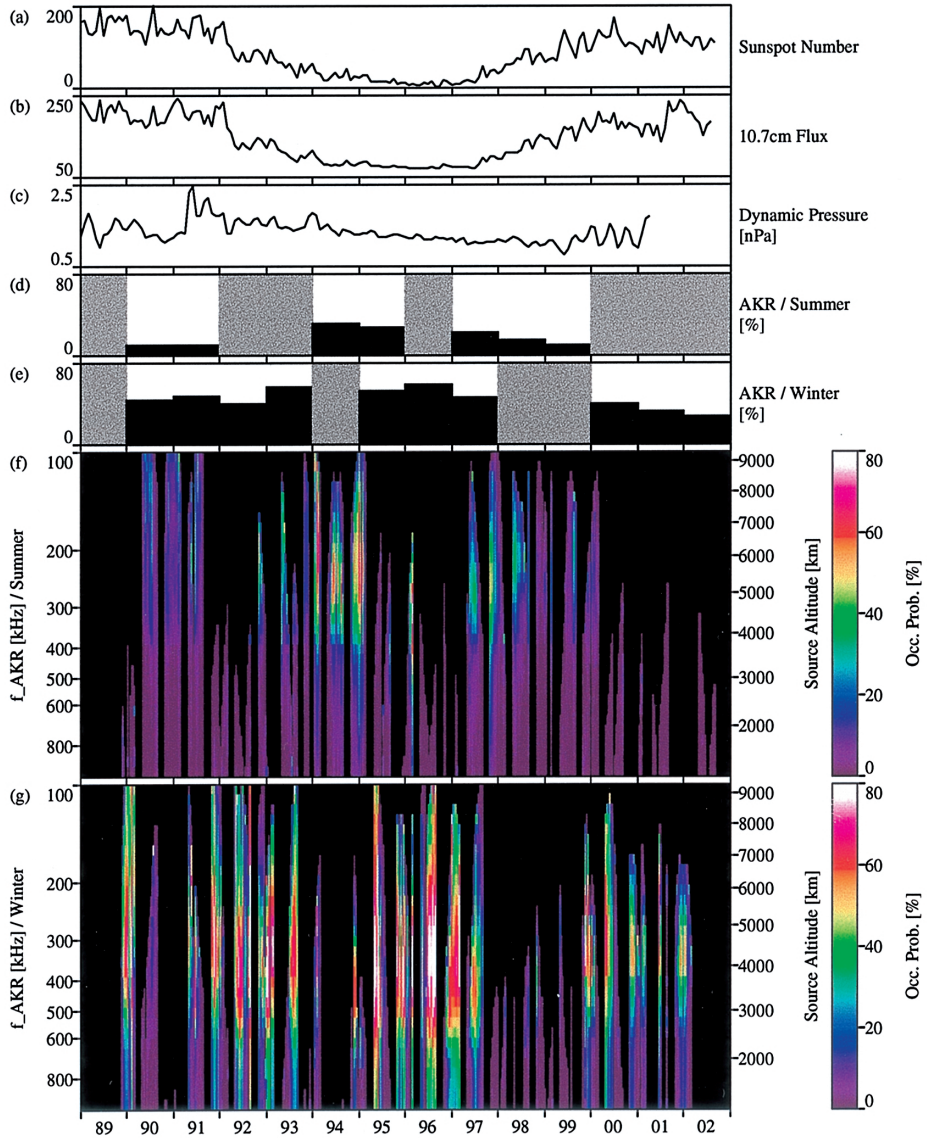 (a)
200
0
Sunspot Number
(b)
250
50
10.7cm Flux
(c)
2.5
0.5
Dynamic Pressure
[nPa]
(d)
80
0
AKR / Summer
[%]
(e)
80
0
AKR / Winter
[%]
(f)
100
200
300
400
500
600
800
f_AKR [kHz] / Summer
9000
8000
7000
6000
5000
4000
3000
2000
Source Altitude [km]
80
60
40
20
0
Occ. Prob. [%]
(g)
100
200
300
400
500
600
800
f_AKR [kHz] / Winter
9000
8000
7000
6000
5000
4000
3000
2000
Source Altitude [km]
80
60
40
20
0
Occ. Prob. [%]
89 90 91 92 93 94 95 96 97 98 99 00 01 02